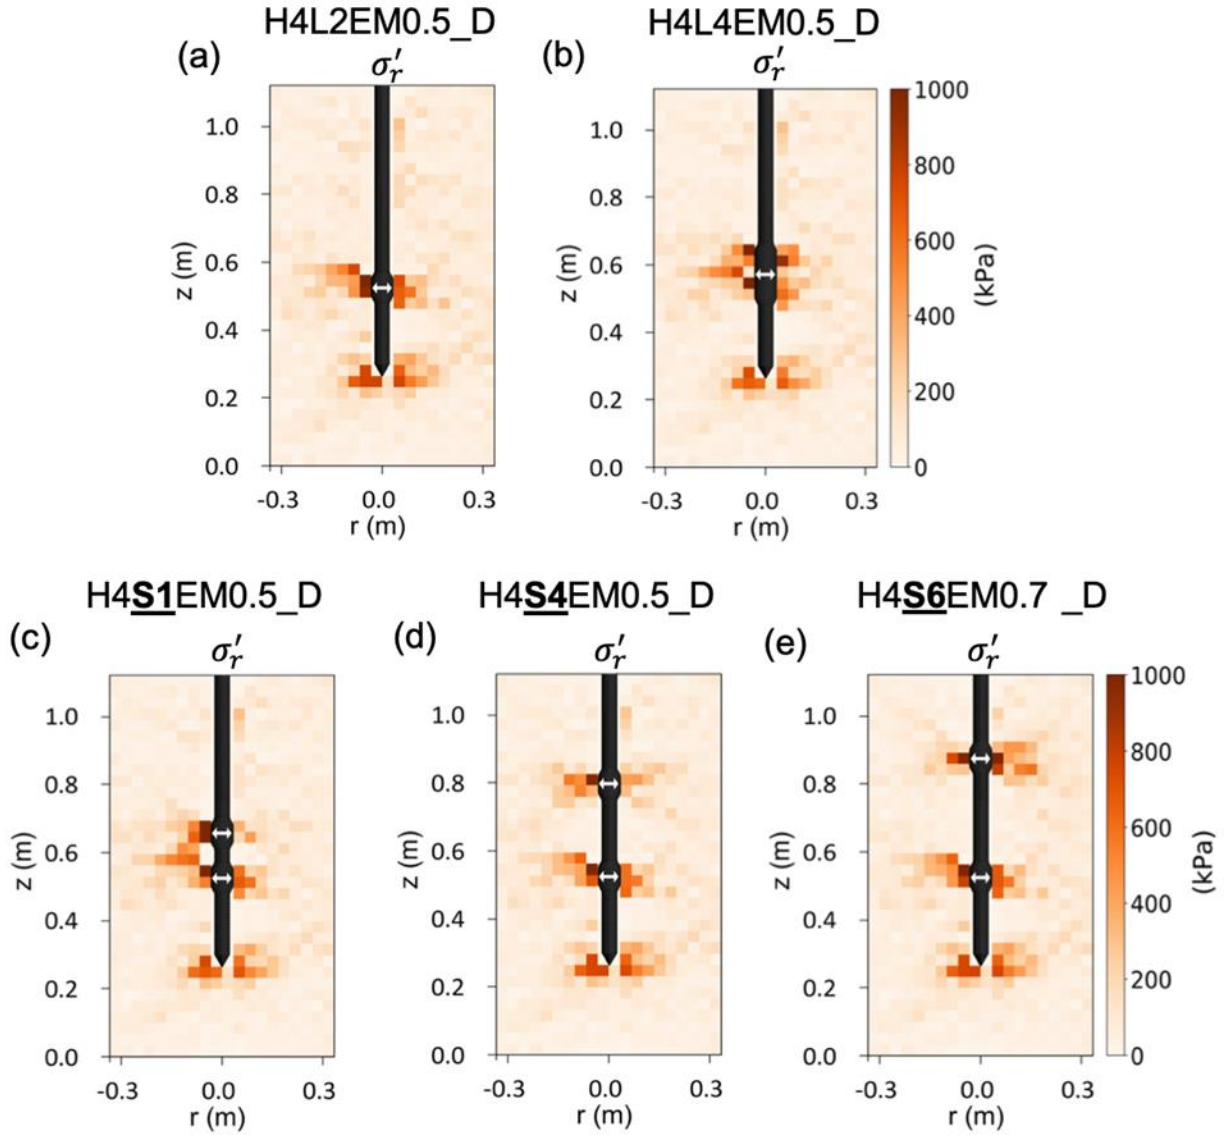 H4L2EM0.5_D
H4L4EM0.5_D
(a)
σ′r
(b)
σ′r
1.0
0.8
0.6
0.4
0.2
0.0
z (m)
-0.3 0.0 0.3
r (m)
1.0
0.8
0.6
0.4
0.2
0.0
z (m)
-0.3 0.0 0.3
r (m)
1000
800
600
400
200
0
(kPa)
H4S1EM0.5_D
H4S4EM0.5_D
H4S6EM0.7 _D
(c)
σ′r
(d)
σ′r
(e)
σ′r
1.0
0.8
0.6
0.4
0.2
0.0
z (m)
-0.3 0.0 0.3
r (m)
1.0
0.8
0.6
0.4
0.2
0.0
z (m)
-0.3 0.0 0.3
r (m)
1.0
0.8
0.6
0.4
0.2
0.0
z (m)
-0.3 0.0 0.3
r (m)
1000
800
600
400
200
0
(kPa)